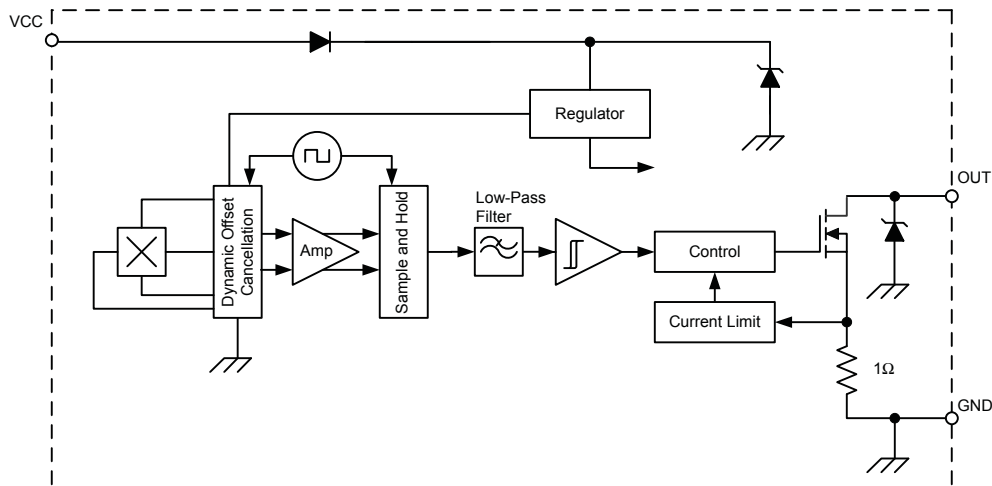 VCC
Regulator
OUT
Low-Pass
Filter
Dynamic Offset
Cancellation
Amp
Sample and Hold
Control
Current Limit
1Ω
GND